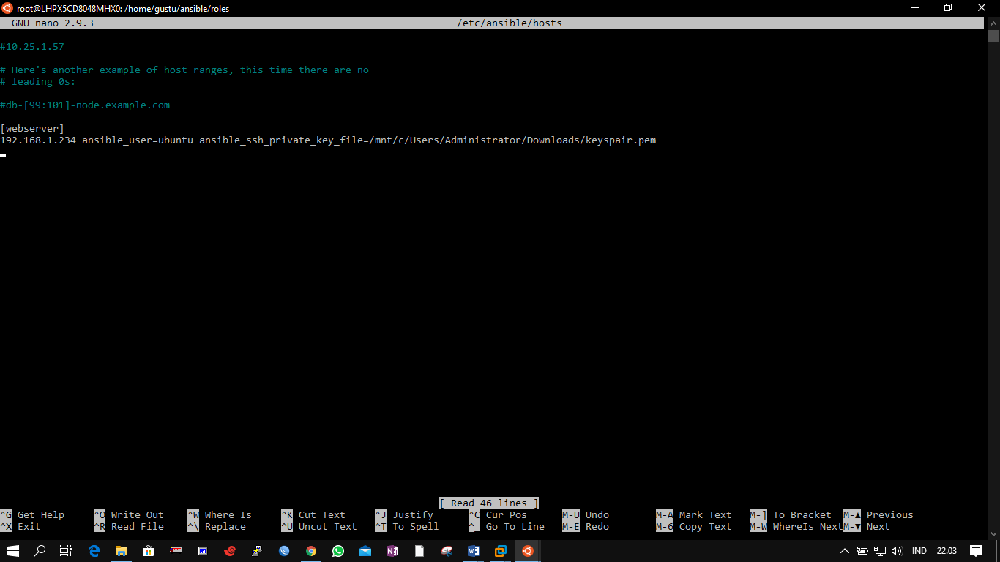 root@LHPX5CD8048MHX0: /home/gustu/ansible/roles
GNU nano 2.9.3 /etc/ansible/hosts
#10.25.1.57
# Here's another example of host ranges, this time there are no
# leading 0s:
#db-[99:101]-node.example.com
[webserver]
192.168.1.234 ansible_user=ubuntu ansible_ssh_private_key_file=/mnt/c/Users/Administrator/Downloads/keyspair.pem
[ Read 46 lines ]
^G Get Help ^O Write Out ^W Where Is ^K Cut Text ^J Justify ^C Cur Pos M-U Undo M-A Mark Text M-] To Bracket M-▲ Previous
^X Exit ^R Read File ^\ Replace ^U Uncut Text ^T To Spell ^_ Go To Line M-E Redo M-6 Copy Text M-W WhereIs Next M-▼ Next
IND 22.03